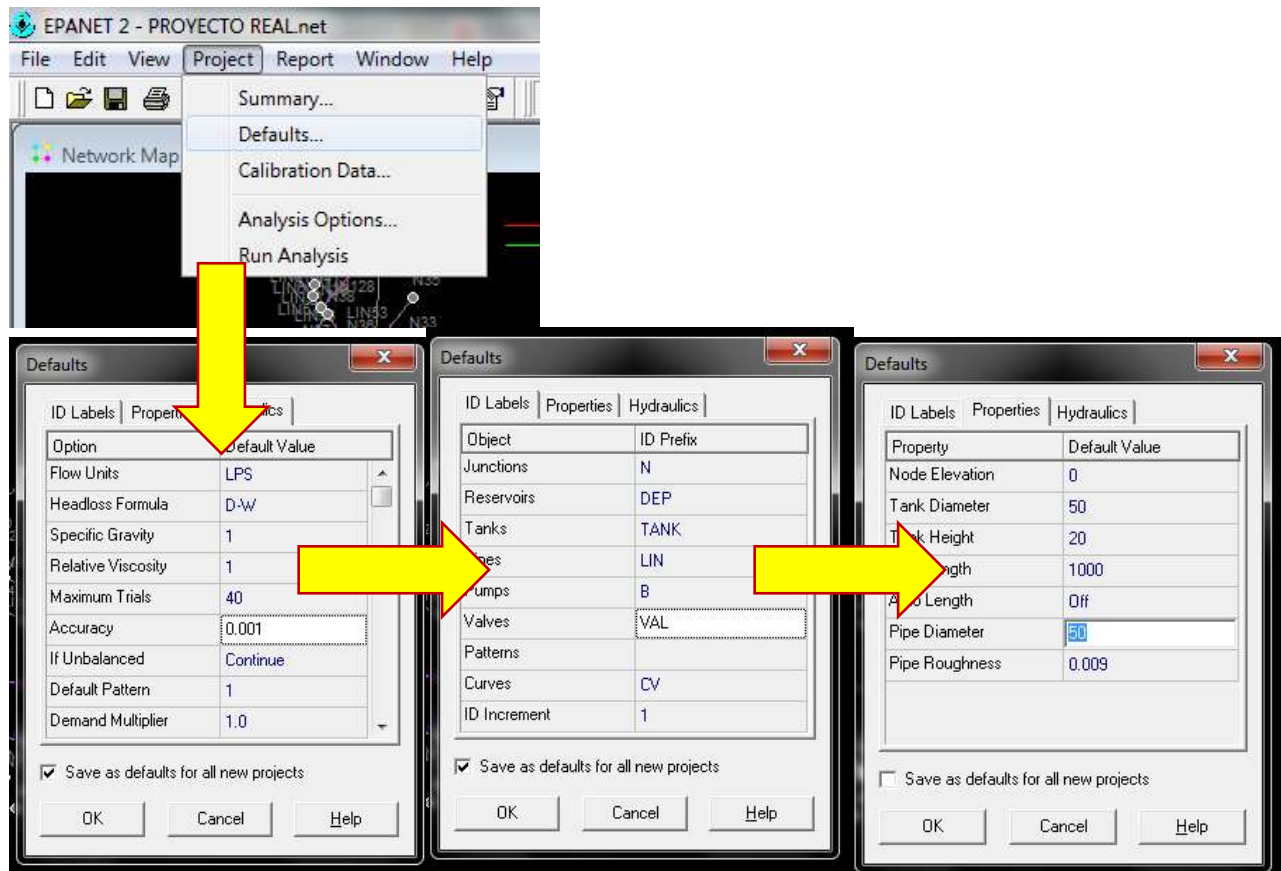 EPANET 2 - PROYECTO REAL.net
File Edit View Project Report Window Help
Summary...
Defaults...
Calibration Data...
Analysis Options...
Run Analysis
Network Map
N35
128
N38
LIN53
N33
Defaults
ID Labels
Option Default Value
Flow Units LPS
Headloss Formula D-W
Specific Gravity 1
Relative Viscosity 1
Maximum Trials 40
Accuracy 0.001
If Unbalanced Continue
Default Pattern 1
Demand Multiplier 1.0
Save as defaults for all new projects
OK Cancel Help
Defaults
ID Labels Properties Hydraulics
Object ID Prefix
Junctions N
Reservoirs DEP
Tanks TANK
LIN
B
Valves VAL
Patterns
Curves CV
ID Increment 1
Save as defaults for all new projects
OK Cancel Help
Defaults
ID Labels Properties Hydraulics
Property Default Value
Node Elevation 0
Tank Diameter 50
Height 20
1000
Length Off
Pipe Diameter 50
Pipe Roughness 0.009
Save as defaults for all new projects
OK Cancel Help